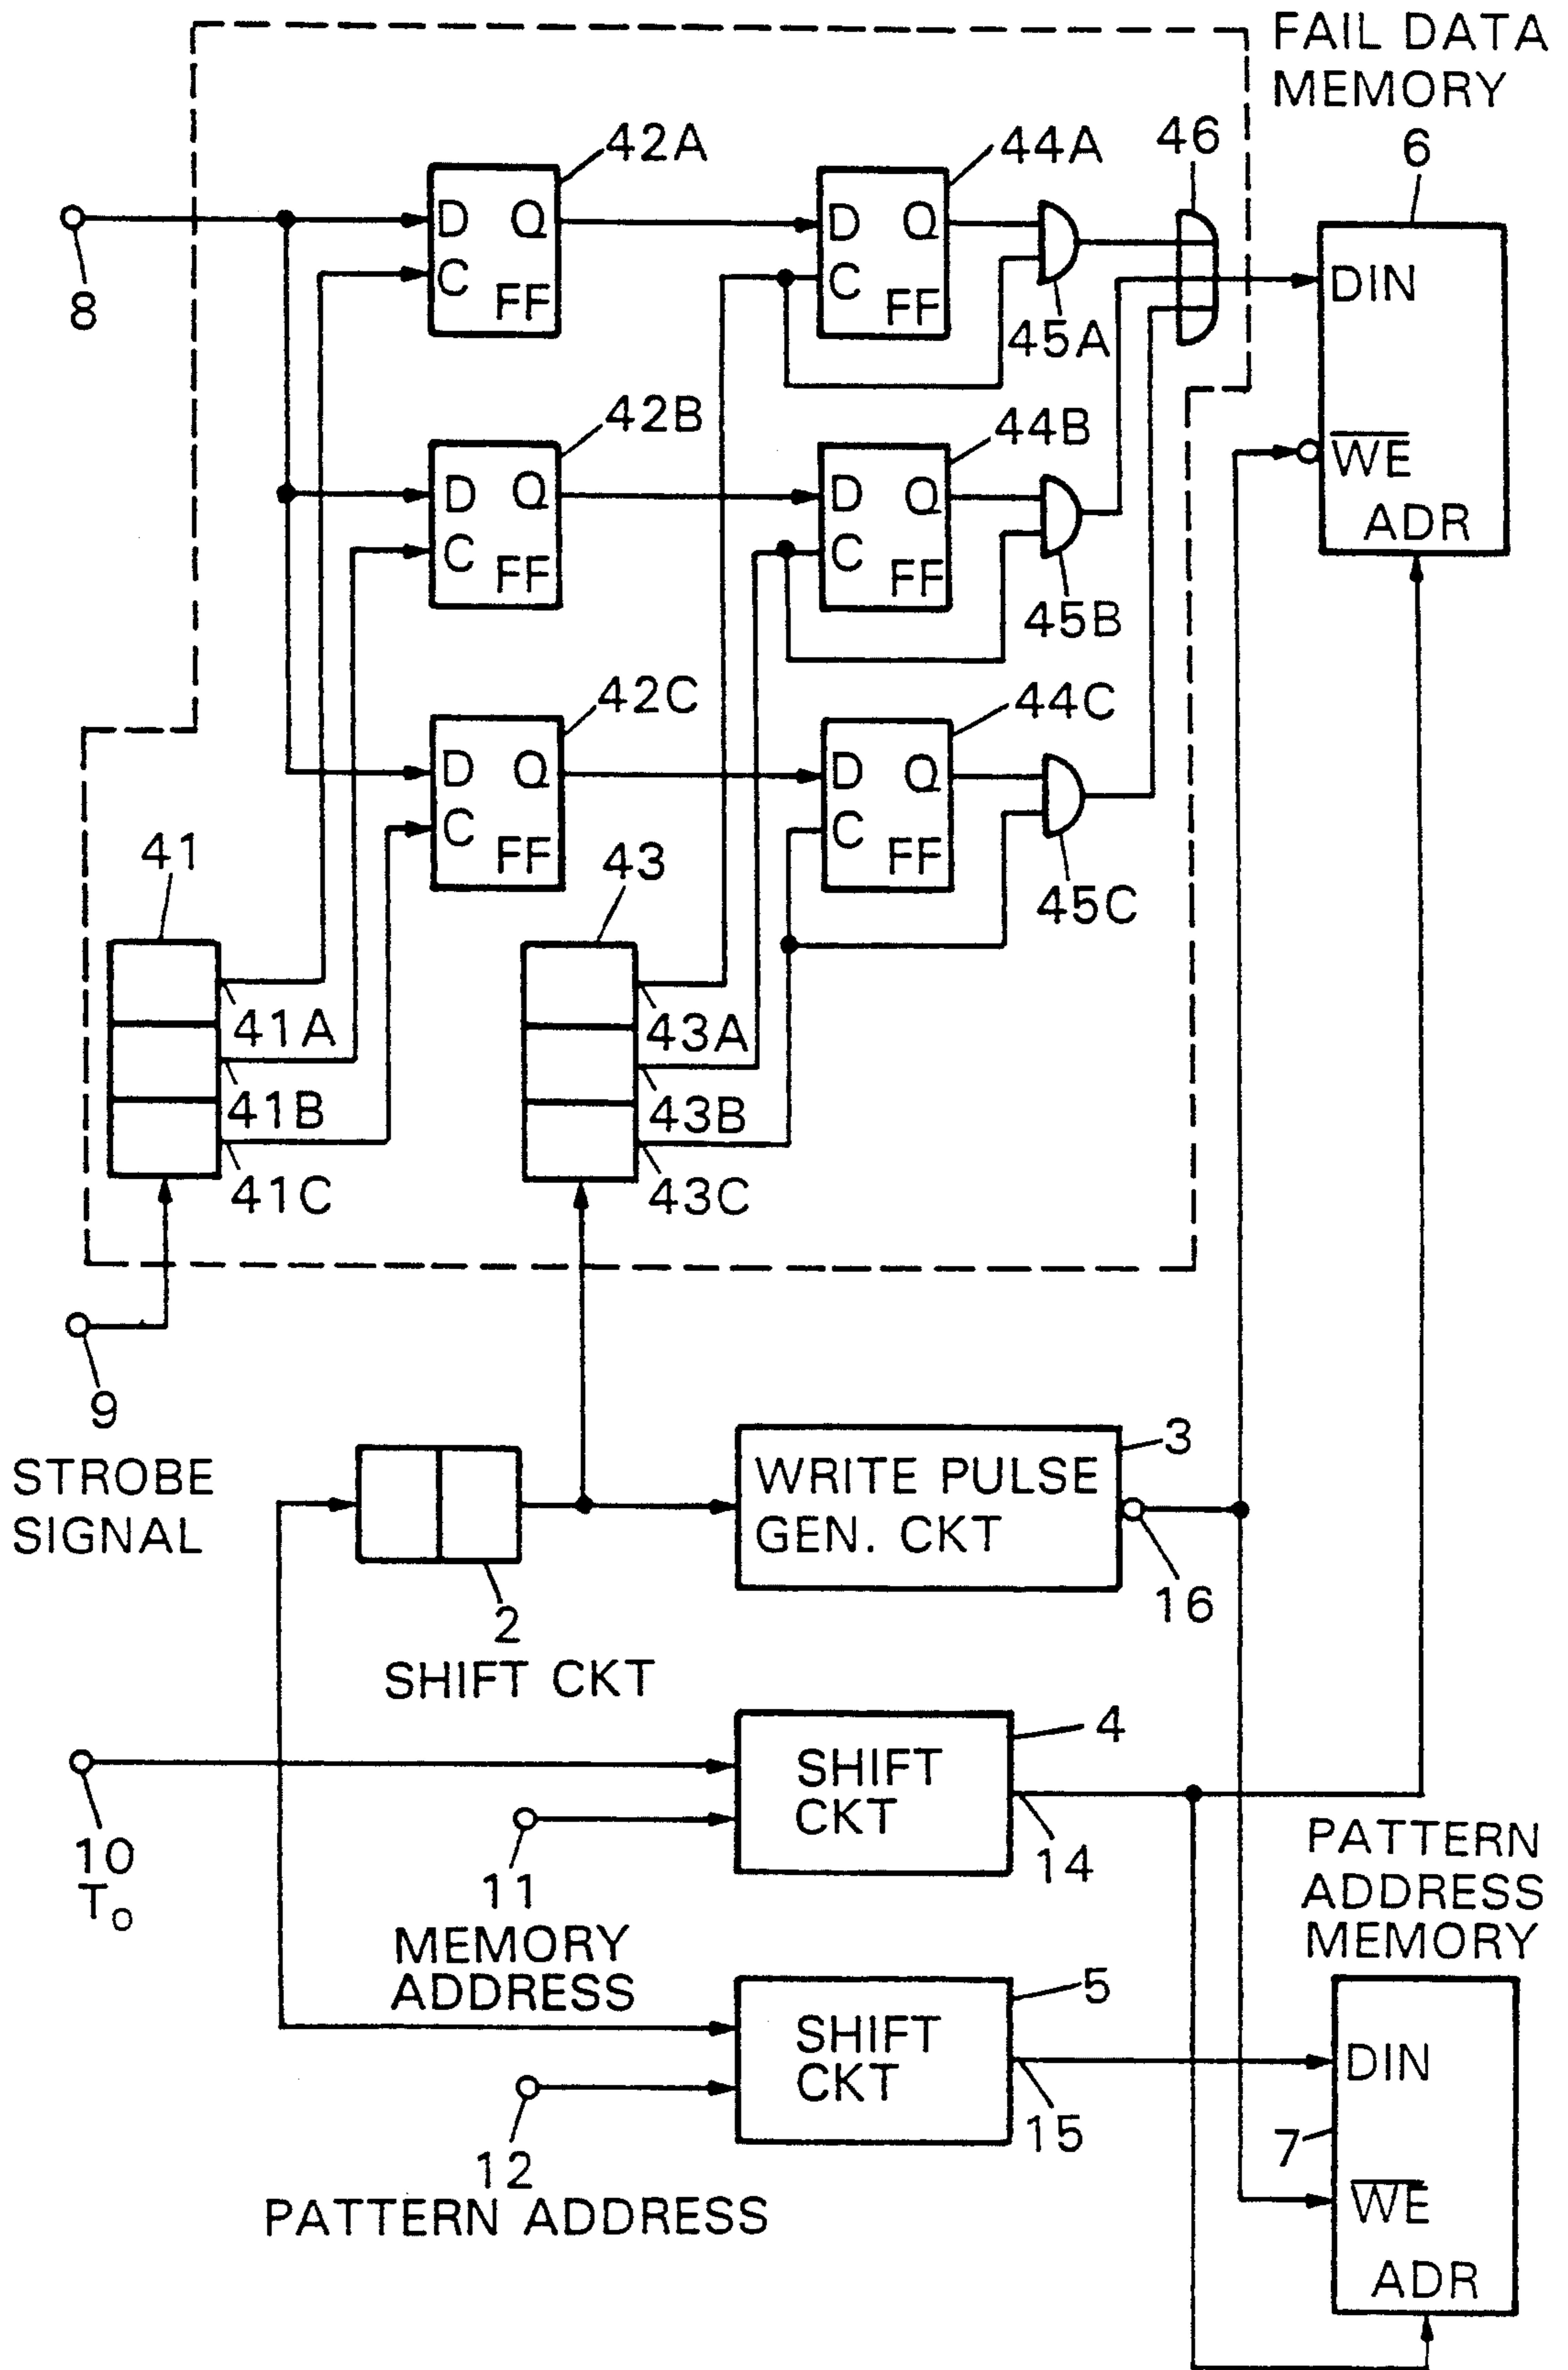 FAIL DATA
MEMORY
6
46
42A
44A
D Q
C
FF
D Q
C
FF
45A
8
DIN
WE
ADR
42B
44B
D Q
C
FF
D Q
C
FF
45B
42C
44C
D Q
C
FF
D Q
C
FF
45C
41
43
41A
41B
41C
43A
43B
43C
9
STROBE
SIGNAL
2
SHIFT CKT
3
WRITE PULSE
GEN. CKT
16
10
To
11
MEMORY
ADDRESS
4
SHIFT
CKT
14
PATTERN
ADDRESS
MEMORY
5
SHIFT
CKT
15
12
PATTERN ADDRESS
7
DIN
WE
ADR